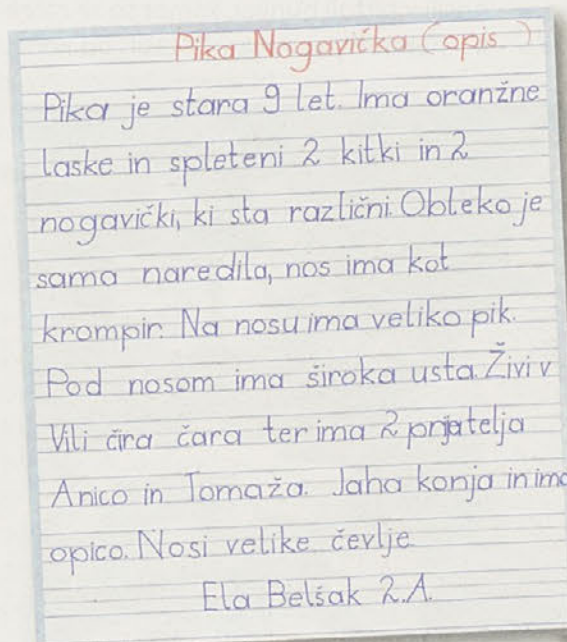 Pika Nogavička (opis)
Pika je stara 9 let. Ima oranžne
laske in spleteni 2 kitki in 2
nogavički, ki sta različni. Obleko je
sama naredila, nos ima kot
krompir. Na nosu ima veliko pik.
Pod nosom ima široka usta. Živi v
Vili čira čara ter ima 2 prijatelja
Anico in Tomaža. Jaha konja in ima
opico. Nosi velike čevlje.
Ela Belšak 2.A.